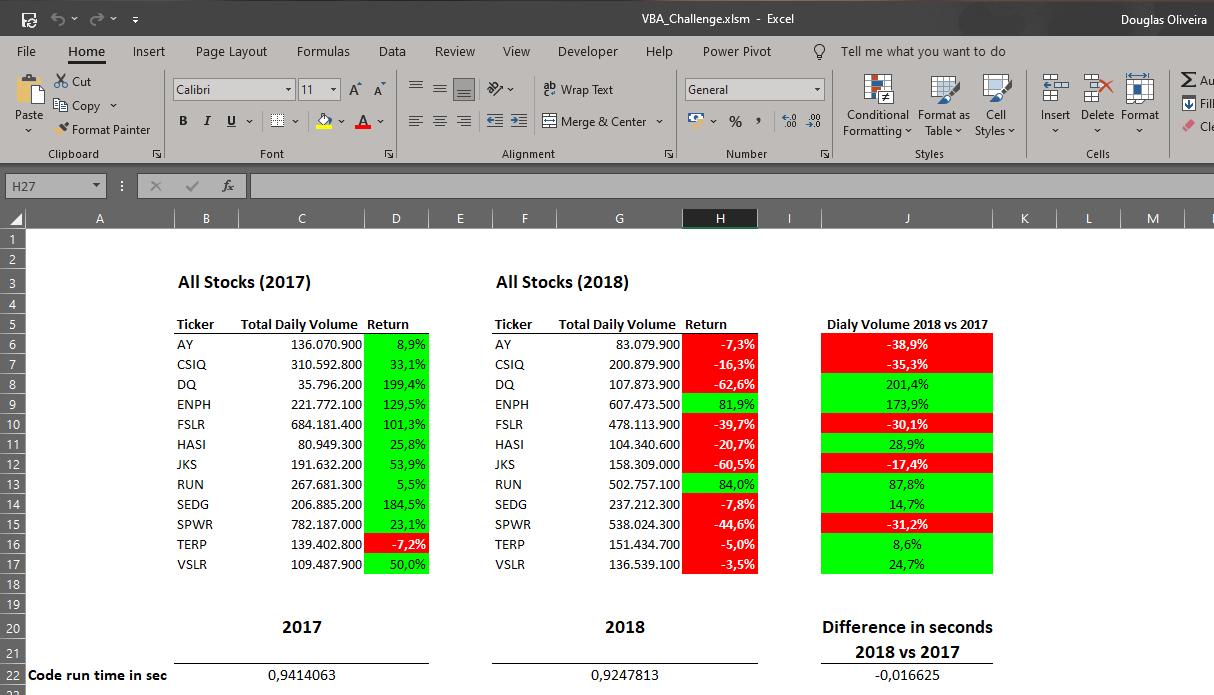 VBA_Challenge.xlsm - Excel
Douglas Oliveira
File Home Insert Page Layout Formulas Data Review View Developer Help Power Pivot Tell me what you want to do
Paste
Cut
Copy
Format Painter
Clipboard
Calibri 11
B I U
Font
Wrap Text
Merge & Center
Alignment
General
% ,
Number
Conditional Formatting
Format as Table
Cell Styles
Styles
Insert Delete Format
Cells
Au
Fill
Cle
H27 fx
A B C D E F G H I J K L M
1
2
3 All Stocks (2017) All Stocks (2018)
4
5 Ticker Total Daily Volume Return Ticker Total Daily Volume Return Dialy Volume 2018 vs 2017
6 AY 136.070.900 8,9% AY 83.079.900 -7,3% -38,9%
7 CSIQ 310.592.800 33,1% CSIQ 200.879.900 -16,3% -35,3%
8 DQ 35.796.200 199,4% DQ 107.873.900 -62,6% 201,4%
9 ENPH 221.772.100 129,5% ENPH 607.473.500 81,9% 173,9%
10 FSLR 684.181.400 101,3% FSLR 478.113.900 -39,7% -30,1%
11 HASI 80.949.300 25,8% HASI 104.340.600 -20,7% 28,9%
12 JKS 191.632.200 53,9% JKS 158.309.000 -60,5% -17,4%
13 RUN 267.681.300 5,5% RUN 502.757.100 84,0% 87,8%
14 SEDG 206.885.200 184,5% SEDG 237.212.300 -7,8% 14,7%
15 SPWR 782.187.000 23,1% SPWR 538.024.300 -44,6% -31,2%
16 TERP 139.402.800 -7,2% TERP 151.434.700 -5,0% 8,6%
17 VSLR 109.487.900 50,0% VSLR 136.539.100 -3,5% 24,7%
18
19
20 2017 2018 Difference in seconds
21 2018 vs 2017
22 Code run time in sec 0,9414063 0,9247813 -0,016625